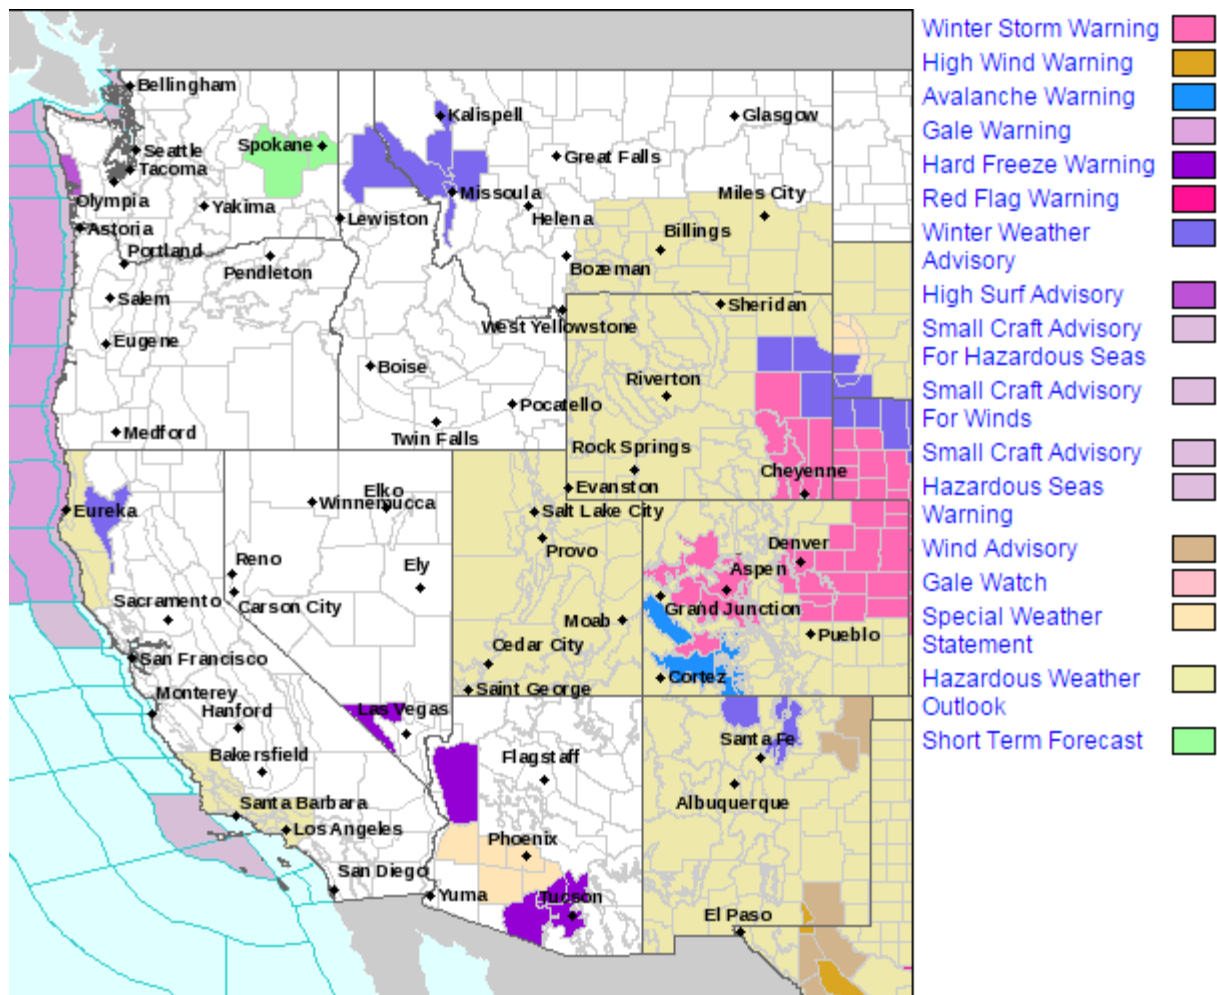 Bellingham
Kalispell
Glasgow
Seattle
Spokane
Great Falls
Tacoma
Missoula
Miles City
Olympia
Yakima
Lewiston
Helena
Astoria
Billings
Portland
Pendleton
Bozeman
Salem
Sheridan
West Yellowstone
Eugene
Boise
Riverton
Pocatello
Medford
Twin Falls
Rock Springs
Cheyenne
Evanston
Elko
Winnemucca
Eureka
Salt Lake City
Provo
Denver
Reno
Ely
Aspen
Sacramento
Carson City
Grand Junction
Moab
Pueblo
Cedar City
San Francisco
Cortez
Saint George
Monterey
Hanford
Las Vegas
Santa Fe
Bakersfield
Flagstaff
Albuquerque
Santa Barbara
Los Angeles
Phoenix
San Diego
Yuma
Tucson
El Paso
Winter Storm Warning
High Wind Warning
Avalanche Warning
Gale Warning
Hard Freeze Warning
Red Flag Warning
Winter Weather
Advisory
High Surf Advisory
Small Craft Advisory
For Hazardous Seas
Small Craft Advisory
For Winds
Small Craft Advisory
Hazardous Seas
Warning
Wind Advisory
Gale Watch
Special Weather
Statement
Hazardous Weather
Outlook
Short Term Forecast